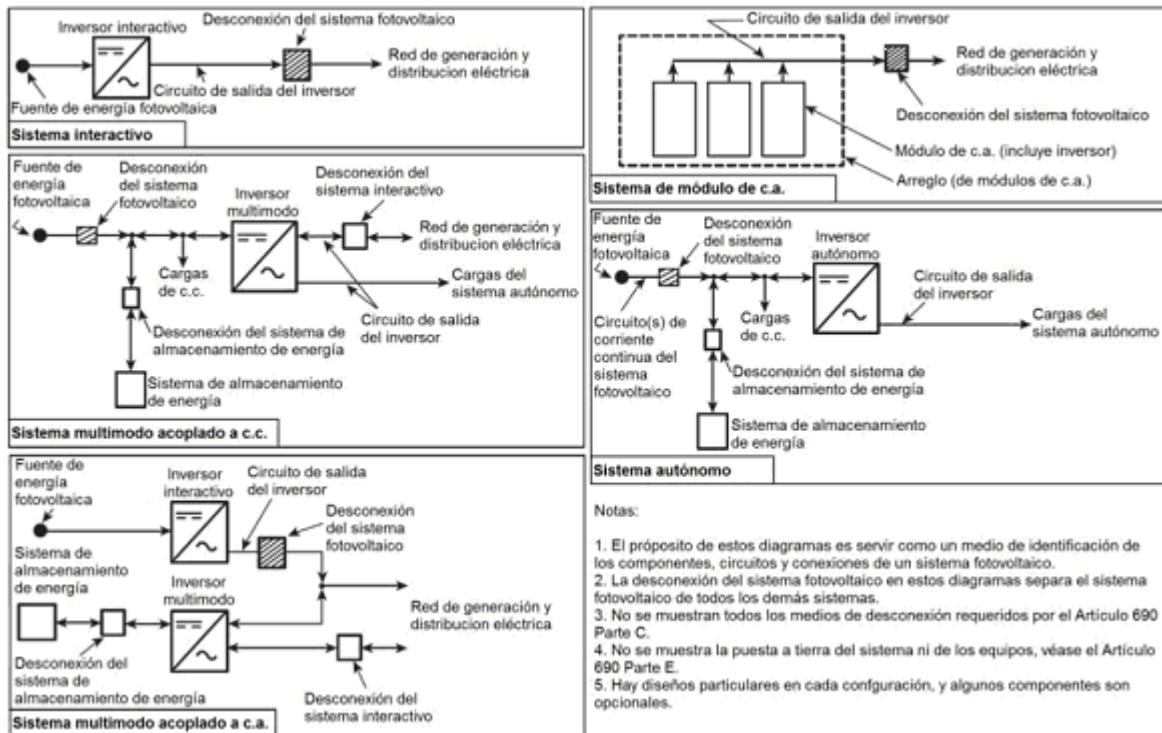 Desconexión del sistema fotovoltaico
Inversor interactivo
Red de generación y
distribucion eléctrica
Circuito de salida del inversor
Fuente de energía fotovoltaica
Sistema interactivo
Fuente de
energía
fotovoltaica
Desconexión
del sistema
fotovoltaico
Inversor
multimodo
Desconexión del
sistema interactivo
Red de generación y
distribucion eléctrica
Cargas
de c.c.
Cargas del
sistema autónomo
Circuito de salida
del inversor
Desconexión del sistema de
almacenamiento de energía
Sistema de almacenamiento
de energía
Sistema multimodo acoplado a c.c.
Fuente de
energía
fotovoltaica
Inversor
interactivo
Circuito de salida
del inversor
Desconexión
del sistema
fotovoltaico
Sistema de
almacenamiento
de energía
Inversor
multimodo
Red de generación y
distribucion eléctrica
Desconexión del
sistema de
almacenamiento de energía
Desconexión del
sistema interactivo
Sistema multimodo acoplado a c.a.
Circuito de salida del inversor
Red de generación y
distribucion eléctrica
Desconexión del sistema fotovoltaico
Módulo de c.a. (incluye inversor)
Arreglo (de módulos de c.a.)
Sistema de módulo de c.a.
Fuente de
energía
fotovoltaica
Desconexión
del sistema
fotovoltaico
Inversor
autónomo
Circuito de salida
del inversor
Circuito(s) de
corriente
continua del
sistema
fotovoltaico
Cargas
de c.c.
Cargas del
sistema autónomo
Desconexión del sistema de
almacenamiento de energía
Sistema de almacenamiento
de energía
Sistema autónomo
Notas:
1. El próposito de estos diagramas es servir como un medio de identificación de
los componentes, circuitos y conexiones de un sistema fotovoltaico.
2. La desconexión del sistema fotovoltaico en estos diagramas separa el sistema
fotovoltaico de todos los demás sistemas.
3. No se muestran todos los medios de desconexión requeridos por el Artículo 690
Parte C.
4. No se muestra la puesta a tierra del sistema ni de los equipos, véase el Artículo
690 Parte E.
5. Hay diseños particulares en cada confguración, y algunos componentes son
opcionales.